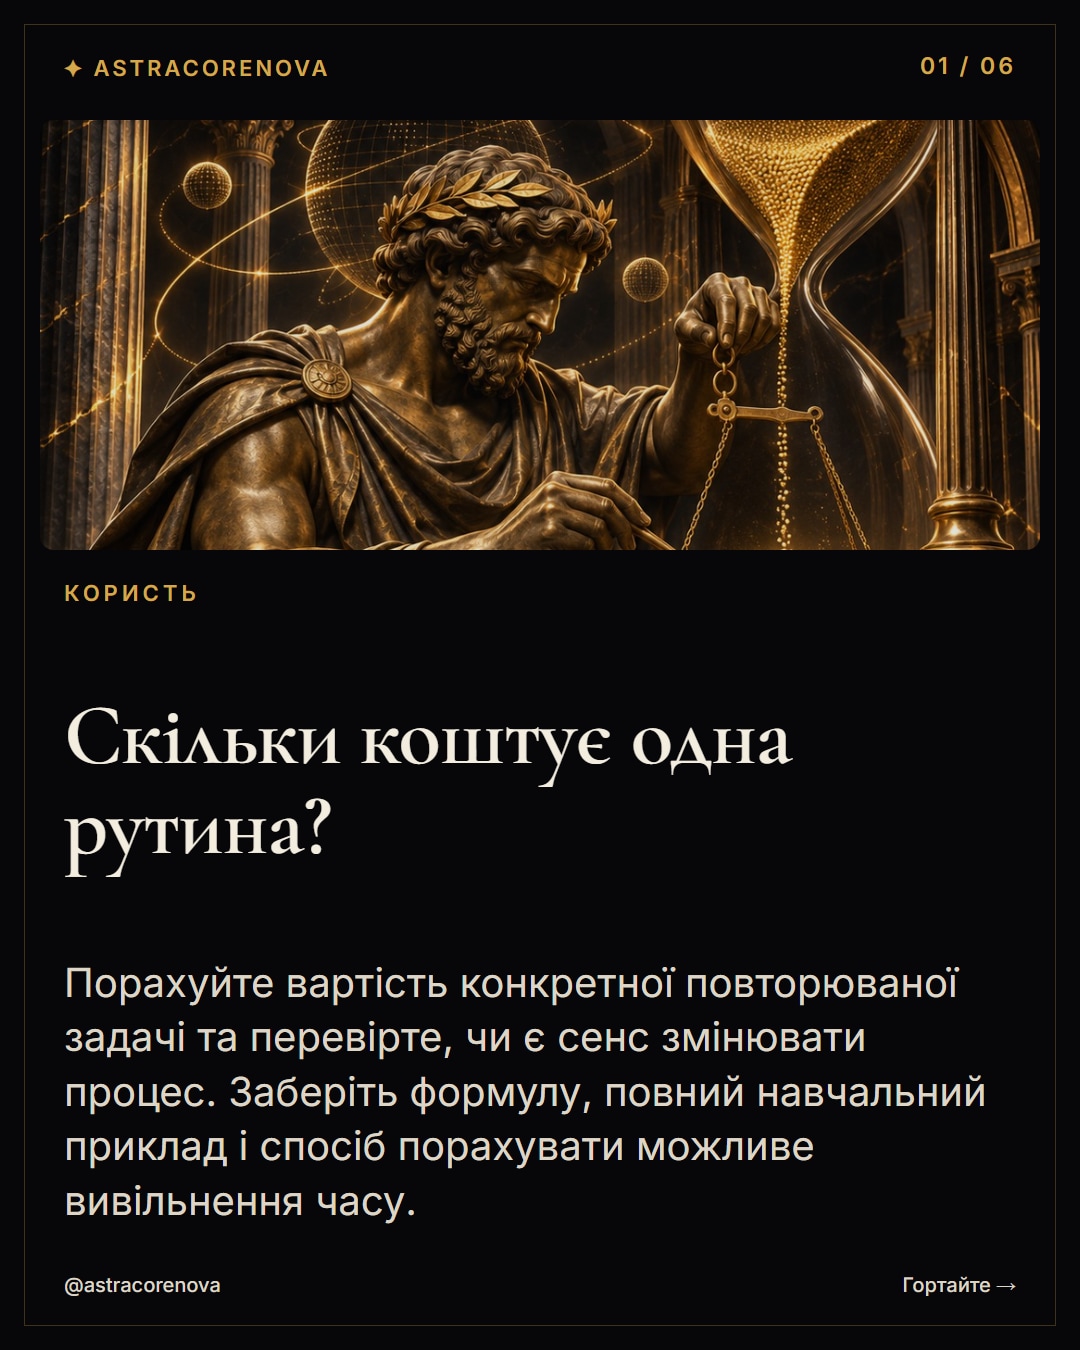 ✦ ASTRACORENOVA
01 / 06
КОРИСТЬ
Скільки коштує одна
рутина?
Порахуйте вартість конкретної повторюваної
задачі та перевірте, чи є сенс змінювати
процес. Заберіть формулу, повний навчальний
приклад і спосіб порахувати можливе
вивільнення часу.
@astracorenova
Гортайте →